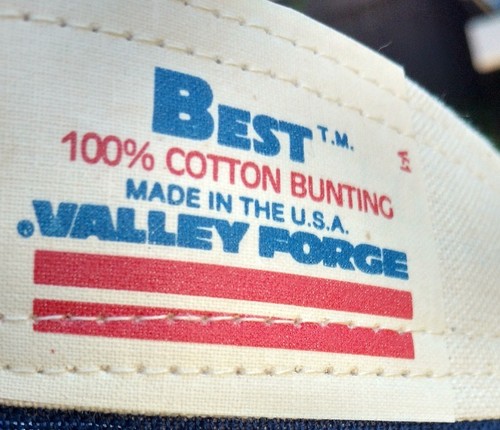 BEST T.M.
100% COTTON BUNTING
MADE IN THE U.S.A.
®VALLEY FORGE